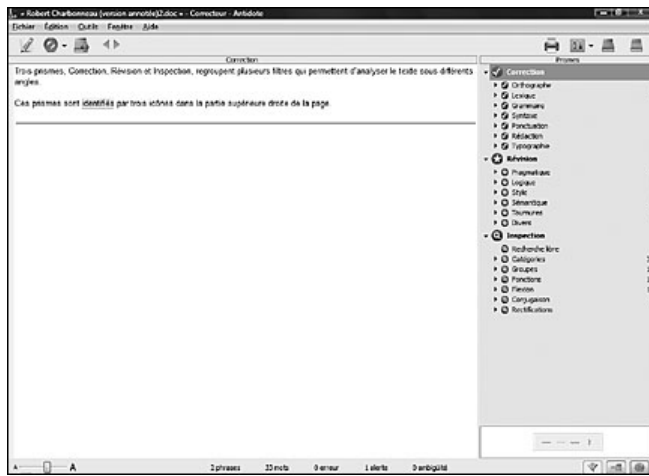 « Robert Charbonneau (version annotée)2.doc » - Correcteur - Antidote
Fichier Édition Outils Fenêtre Aide
Correction
Prismes
Trois prismes, Correction, Révision et Inspection, regroupent plusieurs filtres qui permettent d'analyser le texte sous différents
angles.
Ces prismes sont identifiés par trois icônes dans la partie supérieure droite de la page.
Correction
Orthographe
Lexique
Grammaire
Syntaxe
Ponctuation
Rédaction
Typographie
Révision
Pragmatique
Logique
Style
Sémantique
Tournures
Divers
Inspection
Recherche libre
Catégories
Groupes
Fonctions
Flexion
Conjugaison
Rectifications
A A 2 phrases 33 mots 0 erreur 1 alerte 0 ambiguïté